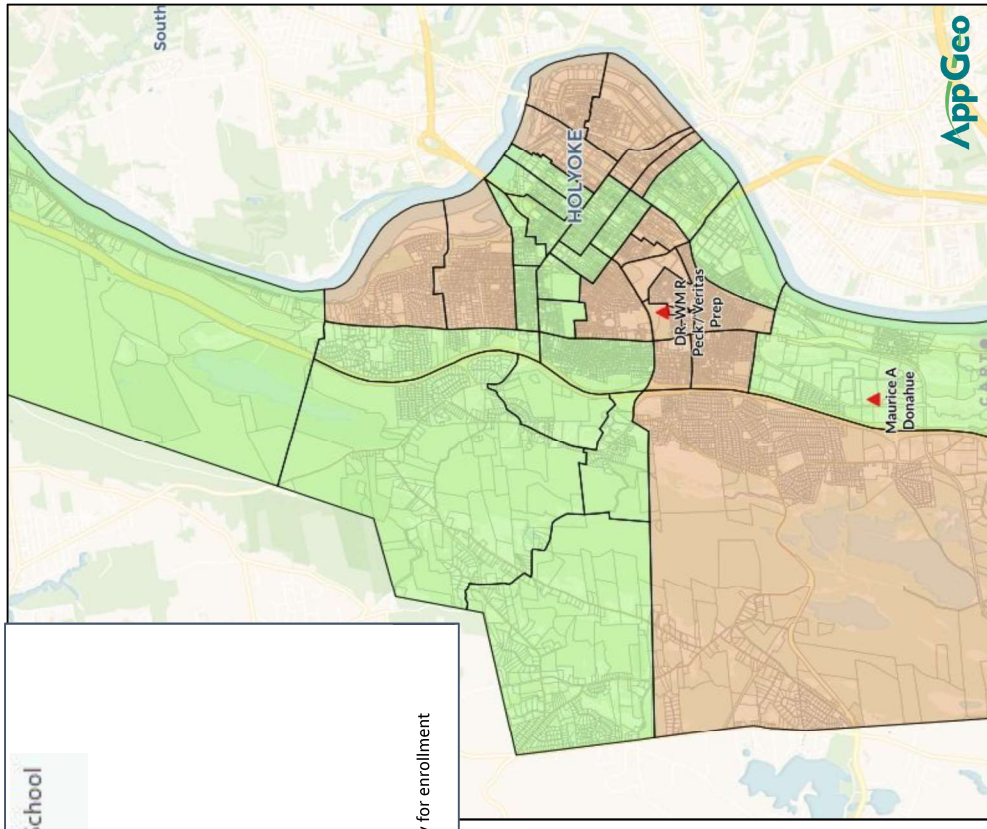 School
y for enrollment
South
HOLYOKE
DR. WM R
Peck / Veritas
Prep
Maurice A
Donahue
AppGeo